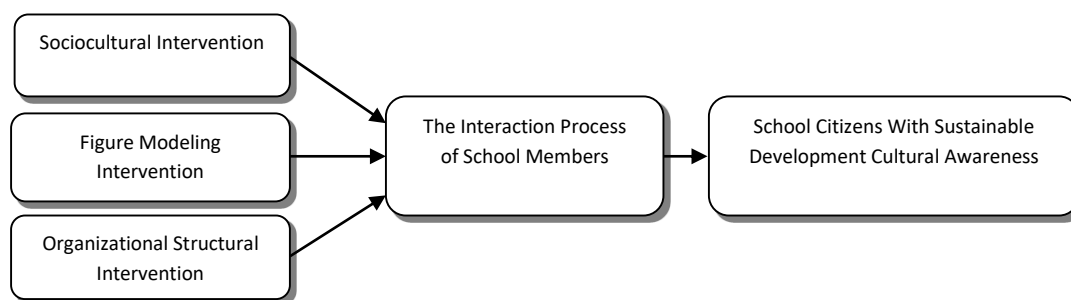 Sociocultural Intervention
Figure Modeling
Intervention
Organizational Structural
Intervention
The Interaction Process
of School Members
School Citizens With Sustainable
Development Cultural Awareness